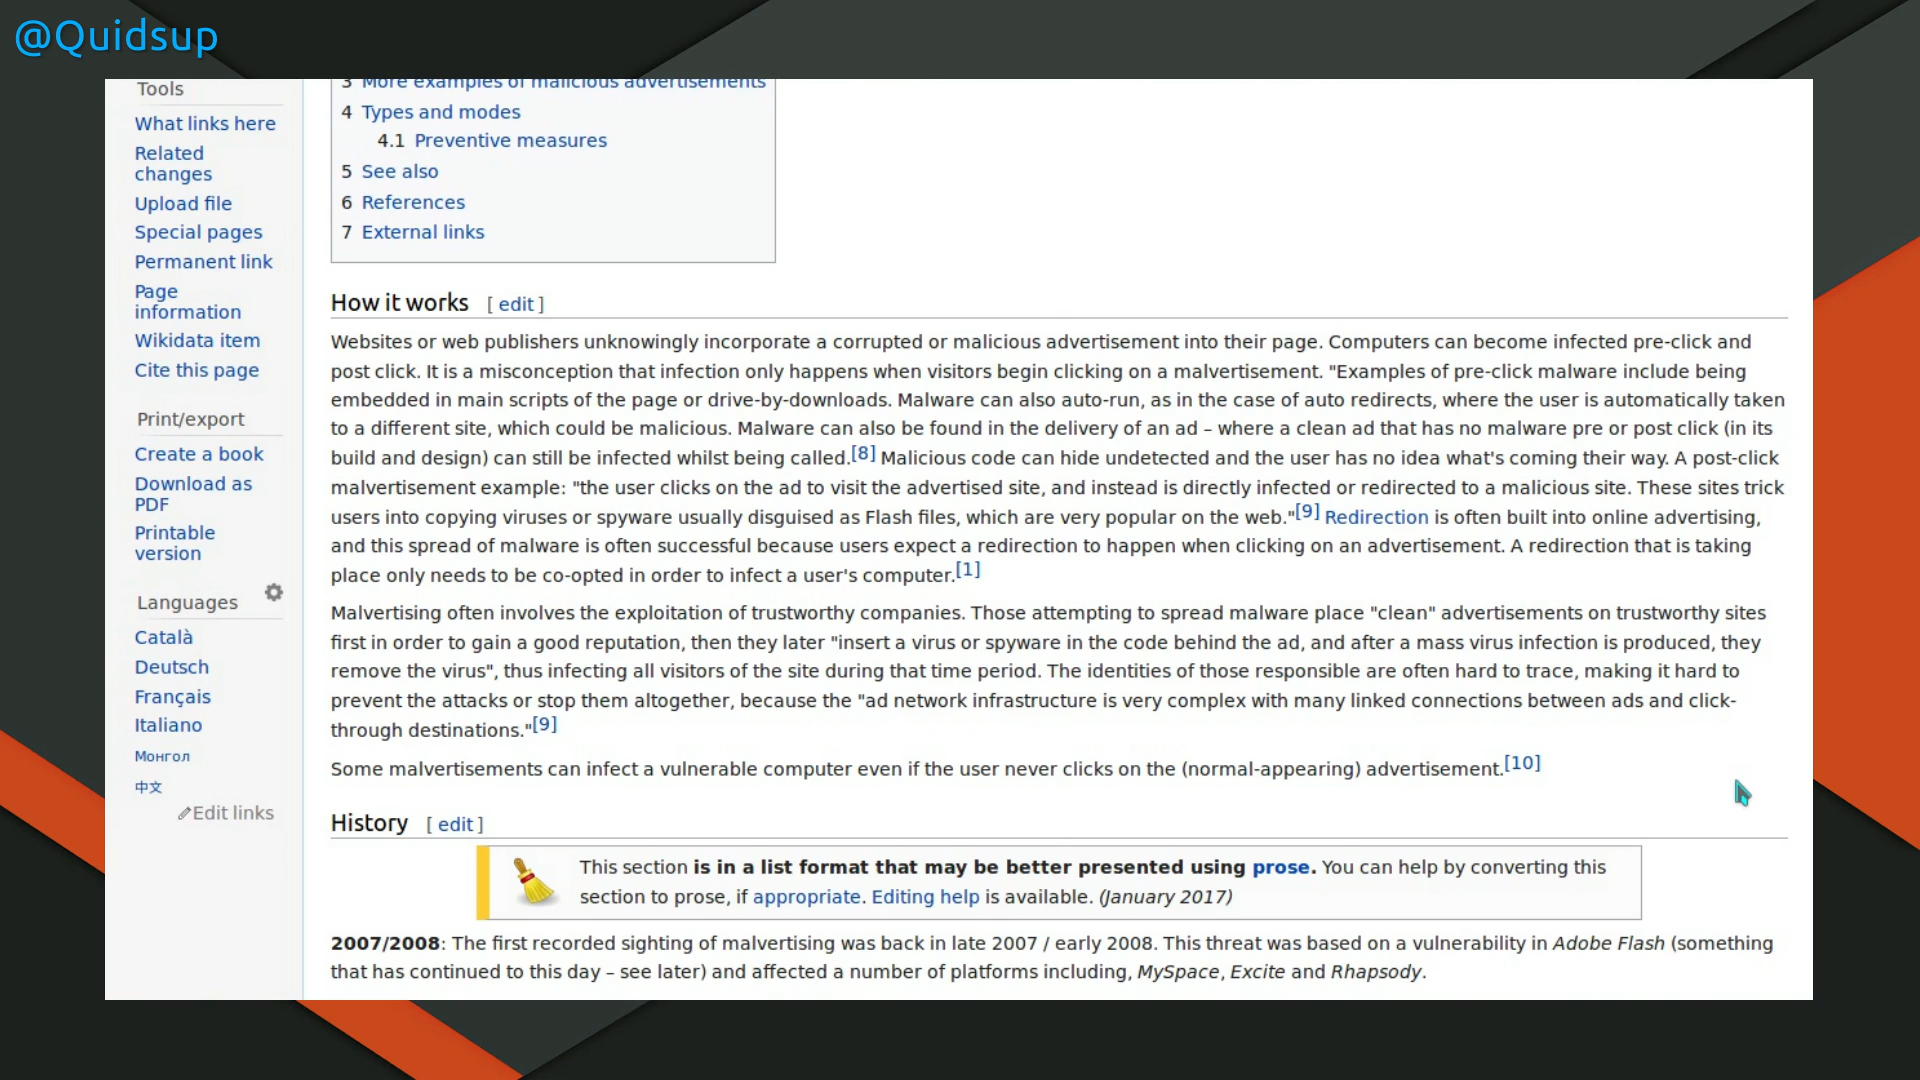 @Quidsup
Tools
What links here
Related
changes
Upload file
Special pages
Permanent link
Page
information
Wikidata item
Cite this page
Print/export
Create a book
Download as
PDF
Printable
version
Languages
Català
Deutsch
Français
Italiano
Монгол
中文
Edit links
3 More examples of malicious advertisements
4 Types and modes
4.1 Preventive measures
5 See also
6 References
7 External links
How it works [ edit ]
Websites or web publishers unknowingly incorporate a corrupted or malicious advertisement into their page. Computers can become infected pre-click and
post click. It is a misconception that infection only happens when visitors begin clicking on a malvertisement. "Examples of pre-click malware include being
embedded in main scripts of the page or drive-by-downloads. Malware can also auto-run, as in the case of auto redirects, where the user is automatically taken
to a different site, which could be malicious. Malware can also be found in the delivery of an ad – where a clean ad that has no malware pre or post click (in its
build and design) can still be infected whilst being called.[8] Malicious code can hide undetected and the user has no idea what's coming their way. A post-click
malvertisement example: "the user clicks on the ad to visit the advertised site, and instead is directly infected or redirected to a malicious site. These sites trick
users into copying viruses or spyware usually disguised as Flash files, which are very popular on the web."[9] Redirection is often built into online advertising,
and this spread of malware is often successful because users expect a redirection to happen when clicking on an advertisement. A redirection that is taking
place only needs to be co-opted in order to infect a user's computer.[1]
Malvertising often involves the exploitation of trustworthy companies. Those attempting to spread malware place "clean" advertisements on trustworthy sites
first in order to gain a good reputation, then they later "insert a virus or spyware in the code behind the ad, and after a mass virus infection is produced, they
remove the virus", thus infecting all visitors of the site during that time period. The identities of those responsible are often hard to trace, making it hard to
prevent the attacks or stop them altogether, because the "ad network infrastructure is very complex with many linked connections between ads and click-
through destinations."[9]
Some malvertisements can infect a vulnerable computer even if the user never clicks on the (normal-appearing) advertisement.[10]
History [ edit ]
This section is in a list format that may be better presented using prose. You can help by converting this
section to prose, if appropriate. Editing help is available. (January 2017)
2007/2008: The first recorded sighting of malvertising was back in late 2007 / early 2008. This threat was based on a vulnerability in Adobe Flash (something
that has continued to this day – see later) and affected a number of platforms including, MySpace, Excite and Rhapsody.